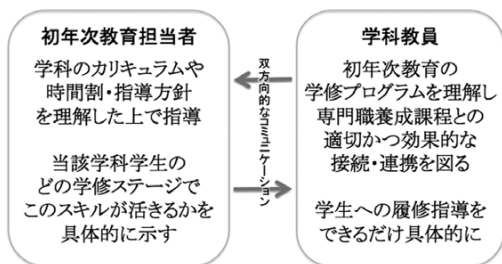 初年次教育担当者
学科のカリキュラムや
時間割・指導方針
を理解した上で指導
当該学科学生の
どの学修ステージで
このスキルが活きるかを
具体的に示す
双方向的なコミュニケーション
学科教員
初年次教育の
学修プログラムを理解し
専門職養成課程との
適切かつ効果的な
接続・連携を図る
学生への履修指導を
できるだけ具体的に